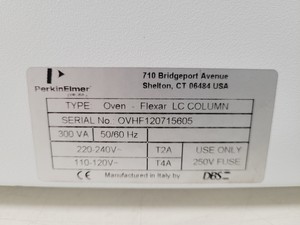 PerkinElmer
710 Bridgeport Avenue
Shelton, CT 06484 USA
TYPE Oven - Flexar LC COLUMN
SERIAL No: OVHF120715605
300 VA 50/60 Hz
220-240V~ T2A USE ONLY
110-120V~ T4A 250V FUSE
CE Manufactured in Italy by DBS